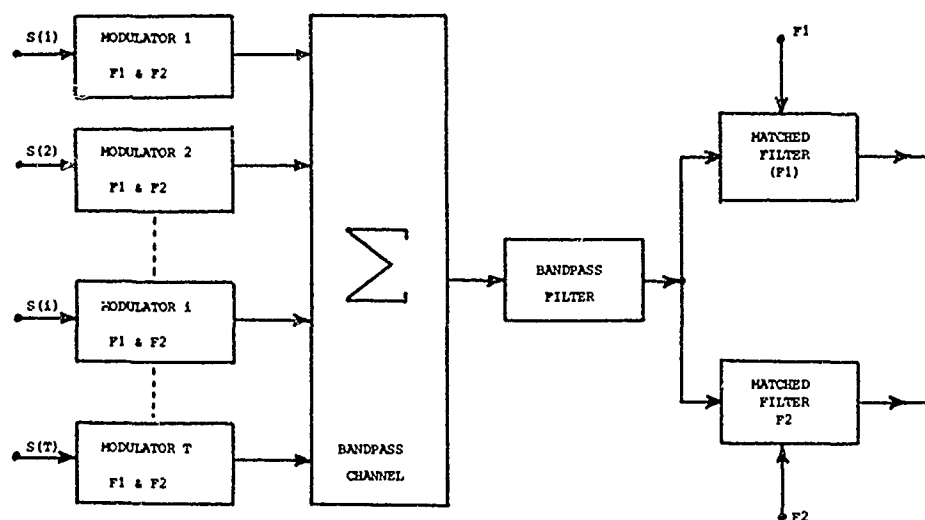 S(1)
MODULATOR 1
F1 & F2
S(2)
MODULATOR 2
F1 & F2
S(i)
MODULATOR i
F1 & F2
S(T)
MODULATOR T
F1 & F2
Σ
BANDPASS
CHANNEL
BANDPASS
FILTER
F1
MATCHED
FILTER
(F1)
MATCHED
FILTER
F2
F2